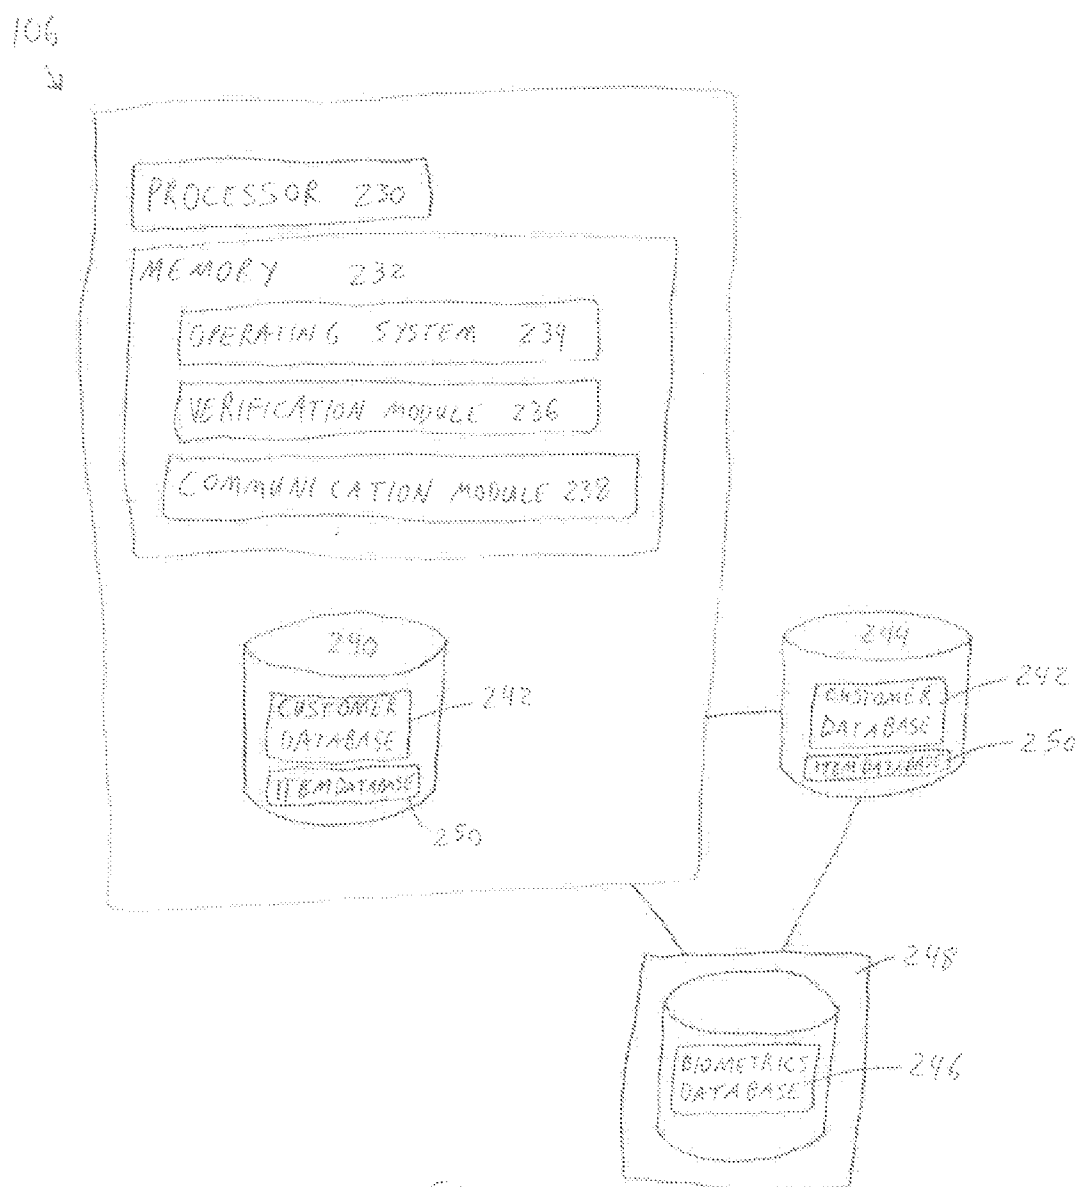 106
PROCESSOR 230
MEMORY 232
OPERATING SYSTEM 234
VERIFICATION MODULE 236
COMMUNICATION MODULE 238
240
CUSTOMER
DATABASE
242
ITEM DATABASE
250
244
CUSTOMER
DATABASE
242
ITEM DATABASE
250
248
BIOMETRICS
DATABASE
246